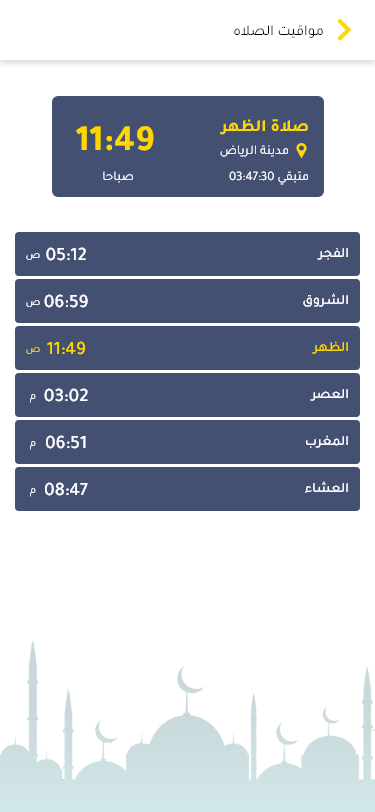 مواقيت الصلاه
صلاة الظهر
11:49
مدينة الرياض
متبقي 03:47:30
صباحا
الفجر 05:12 ص
الشروق 06:59 ص
الظهر 11:49 ص
العصر 03:02 م
المغرب 06:51 م
العشاء 08:47 م